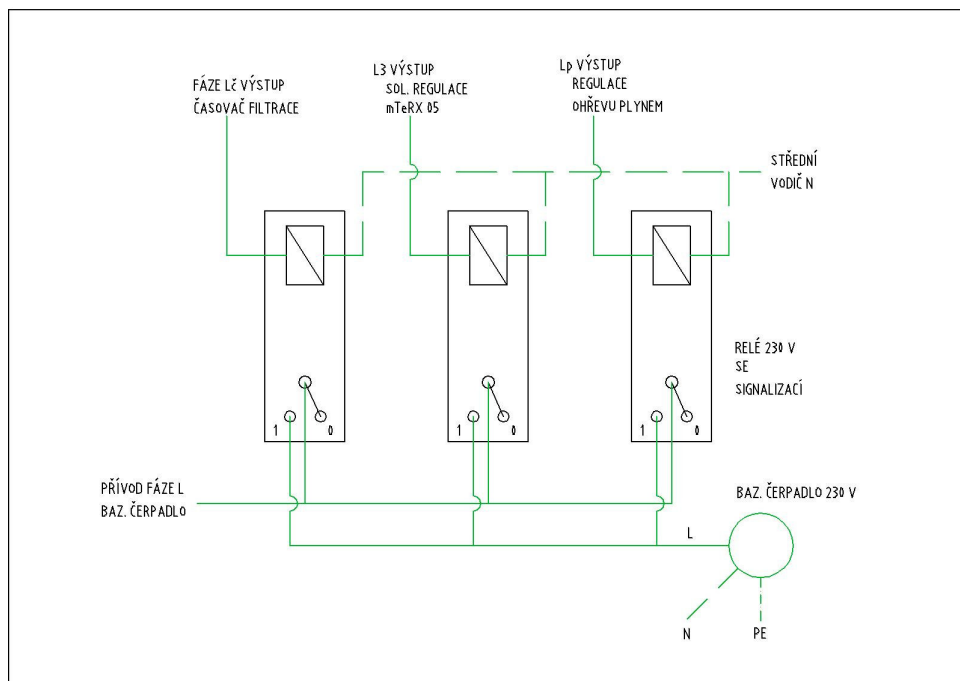 FÁZE Lč VÝSTUP
ČASOVAČ FILTRACE
L3 VÝSTUP
SOL. REGULACE
mTeRX 05
Lp VÝSTUP
REGULACE
OHŘEVU PLYNEM
STŘEDNÍ
VODIČ N
RELÉ 230 V
SE
SIGNALIZACÍ
1 0
1 0
1 0
PŘÍVOD FÁZE L
BAZ. ČERPADLO
BAZ. ČERPADLO 230 V
L
N
PE